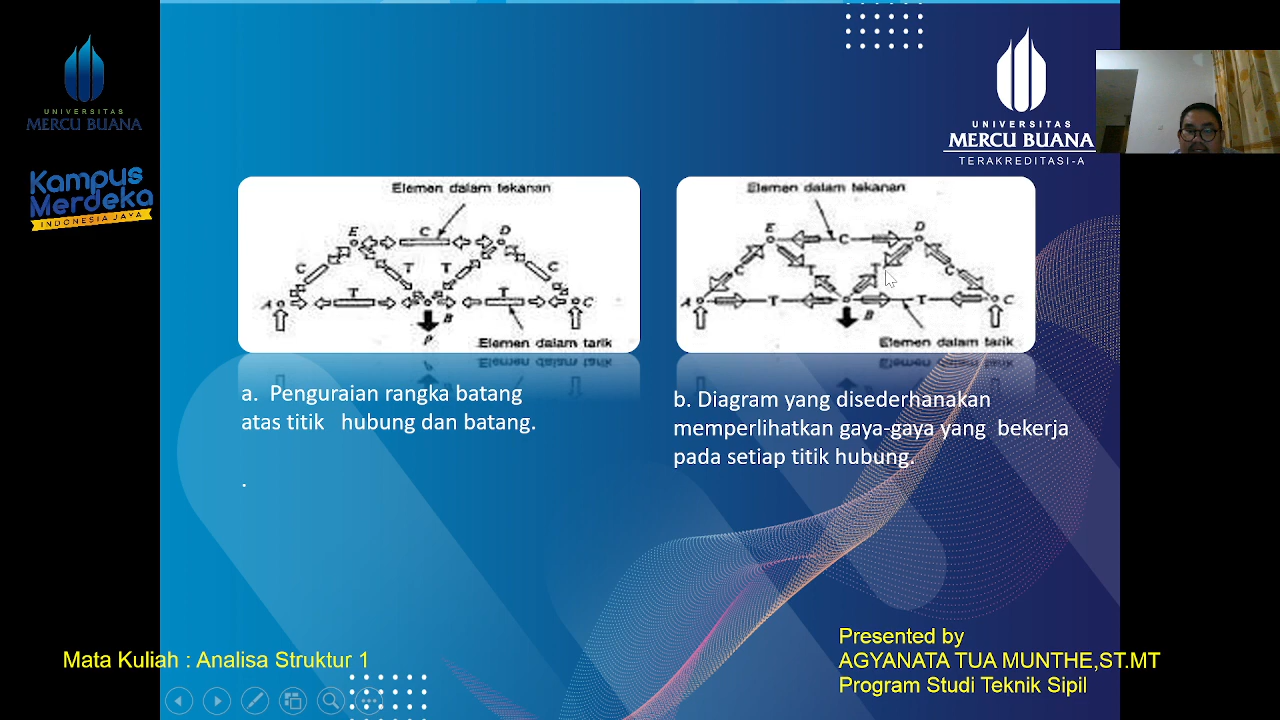 UNIVERSITAS
MERCU BUANA
Kampus
Merdeka
INDONESIA JAYA
UNIVERSITAS
MERCU BUANA
TERAKREDITASI-A
Elemen dalam tekanan
E
C
D
C
T
T
C
A
T
T
C
B
P
Elemen dalam tarik
Elemen dalam tekanan
E
C
D
C
T
T
C
A
T
T
C
B
Elemen dalam tarik
a. Penguraian rangka batang
atas titik hubung dan batang.
.
b. Diagram yang disederhanakan
memperlihatkan gaya-gaya yang bekerja
pada setiap titik hubung.
Mata Kuliah : Analisa Struktur 1
Presented by
AGYANATA TUA MUNTHE,ST.MT
Program Studi Teknik Sipil